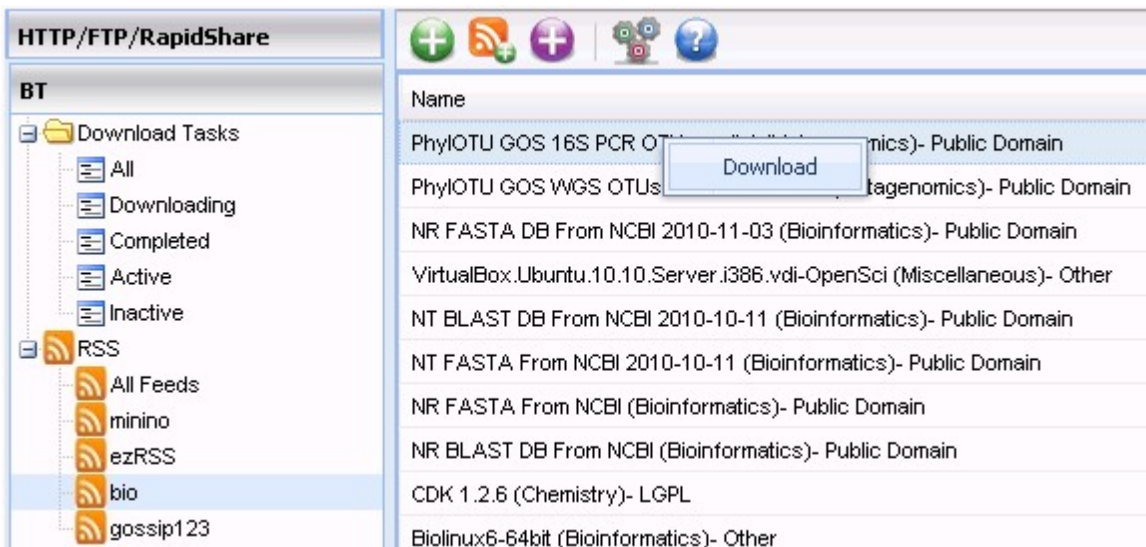 HTTP/FTP/RapidShare
BT
Download Tasks
All
Downloading
Completed
Active
Inactive
RSS
All Feeds
minino
ezRSS
bio
gossip123
Name
PhylOTU GOS 16S PCR mics)- Public Domain
Download
PhylOTU GOS WGS OTUs tagenomics)- Public Domain
NR FASTA DB From NCBI 2010-11-03 (Bioinformatics)- Public Domain
VirtualBox.Ubuntu.10.10.Server.i386.vdi-OpenSci (Miscellaneous)- Other
NT BLAST DB From NCBI 2010-10-11 (Bioinformatics)- Public Domain
NT FASTA From NCBI 2010-10-11 (Bioinformatics)- Public Domain
NR FASTA From NCBI (Bioinformatics)- Public Domain
NR BLAST DB From NCBI (Bioinformatics)- Public Domain
CDK 1.2.6 (Chemistry)- LGPL
Biolinux6-64bit (Bioinformatics)- Other